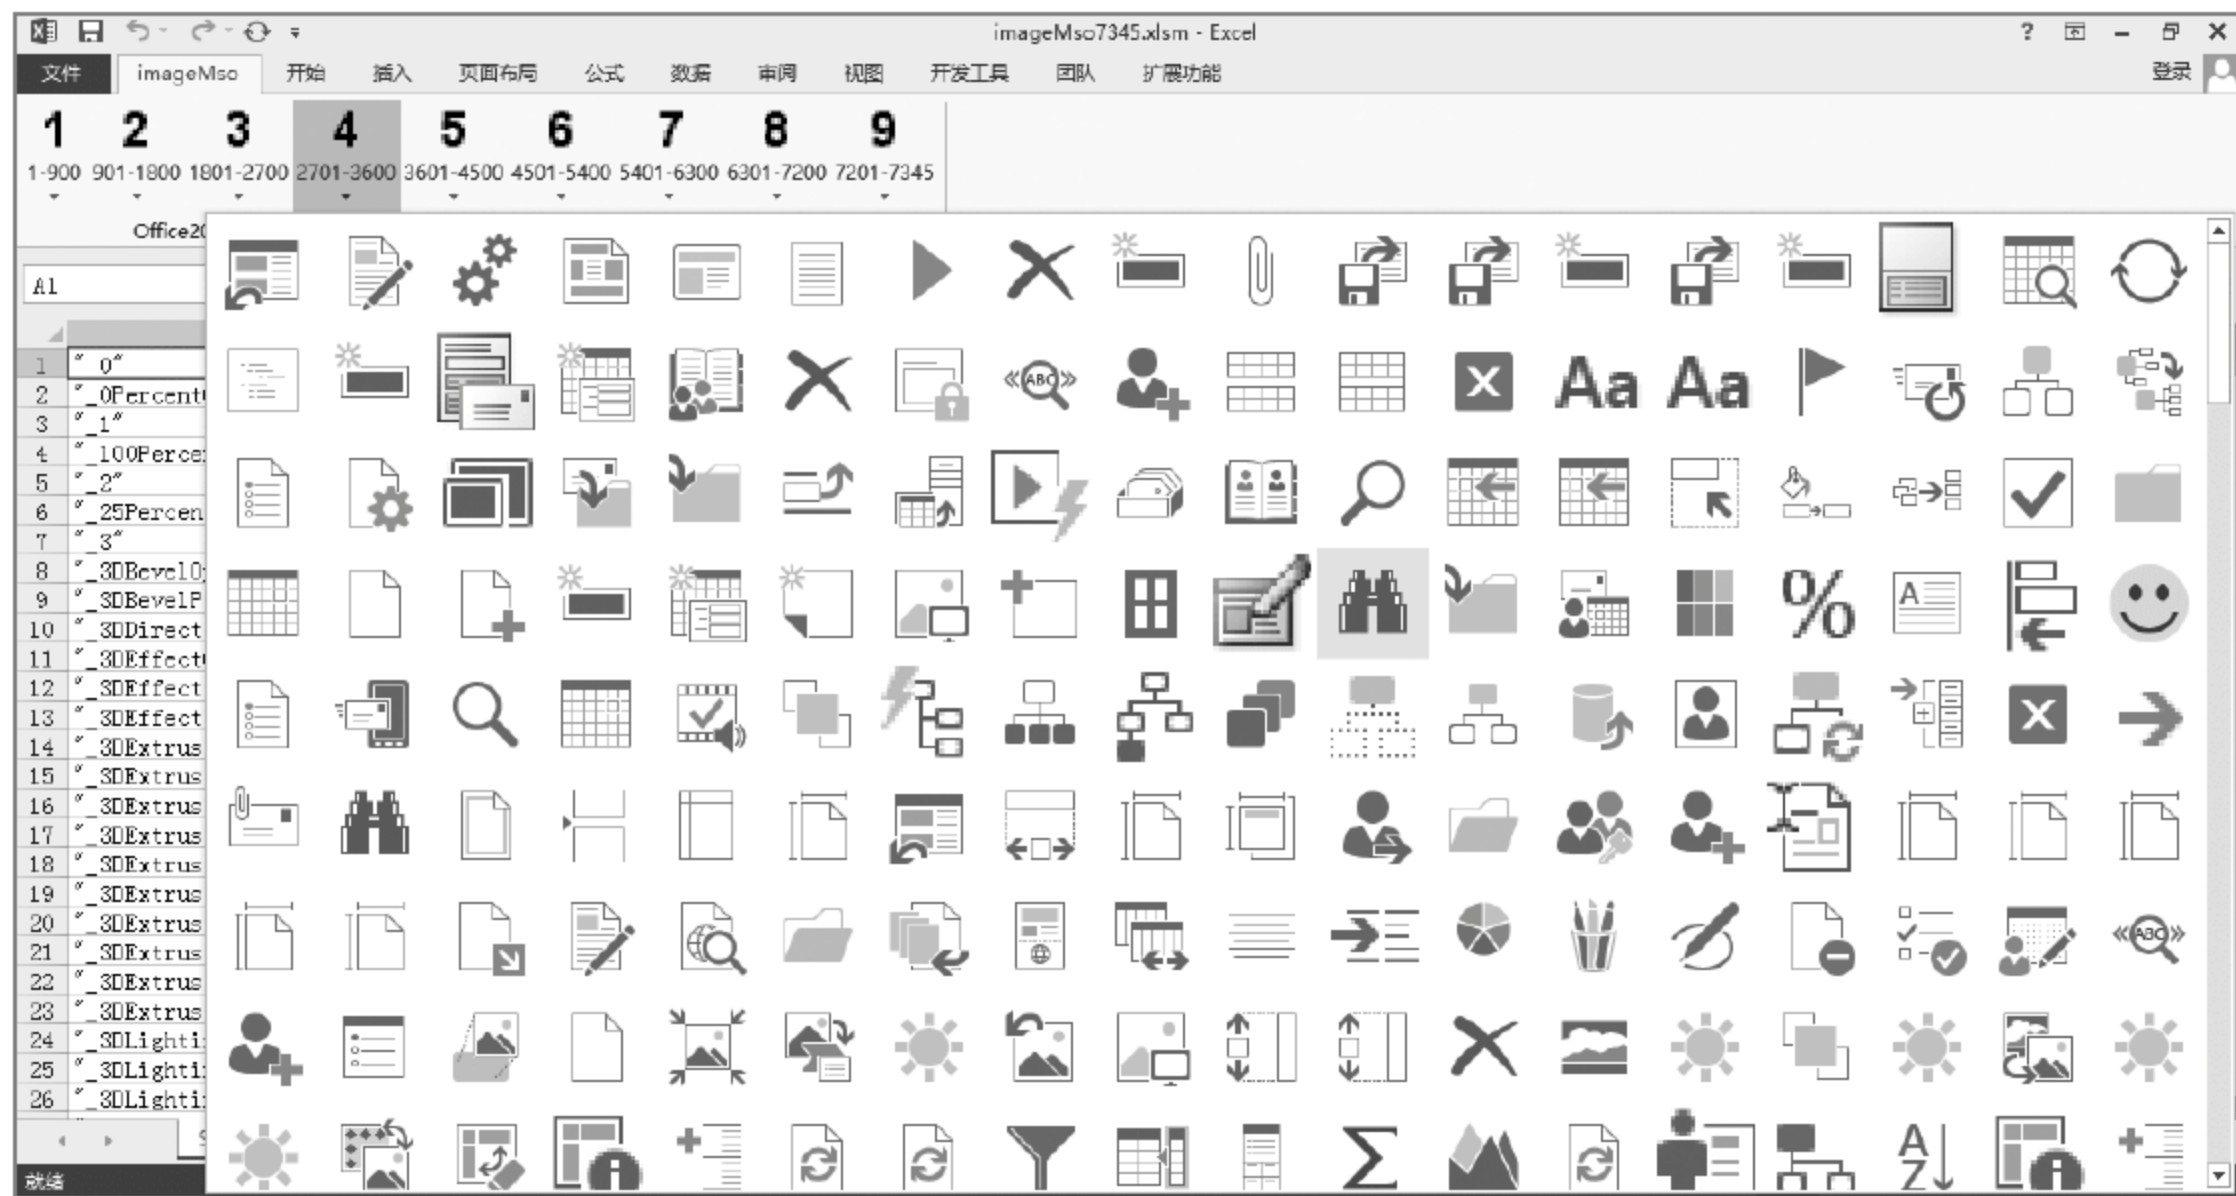 imageMso7345.xlsm - Excel
?
文件 imageMso 开始 插入 页面布局 公式 数据 审阅 视图 开发工具 团队 扩展功能 登录
1 2 3 4 5 6 7 8 9
1-900 901-1800 1801-2700 2701-3600 3601-4500 4501-5400 5401-6300 6301-7200 7201-7345
Office20
A1
1 "_0"
2 "_0Percent
3 "_1"
4 "_100Perce
5 "_2"
6 "_25Percen
7 "_3"
8 "_3DBevelO
9 "_3DBevelP
10 "_3DDirect
11 "_3DEffect
12 "_3DEffect
13 "_3DEffect
14 "_3DExtrus
15 "_3DExtrus
16 "_3DExtrus
17 "_3DExtrus
18 "_3DExtrus
19 "_3DExtrus
20 "_3DExtrus
21 "_3DExtrus
22 "_3DExtrus
23 "_3DExtrus
24 "_3DLighti
25 "_3DLighti
26 "_3DLighti
ABC Aa Aa
% A
ABC
Σ A Z
就绪